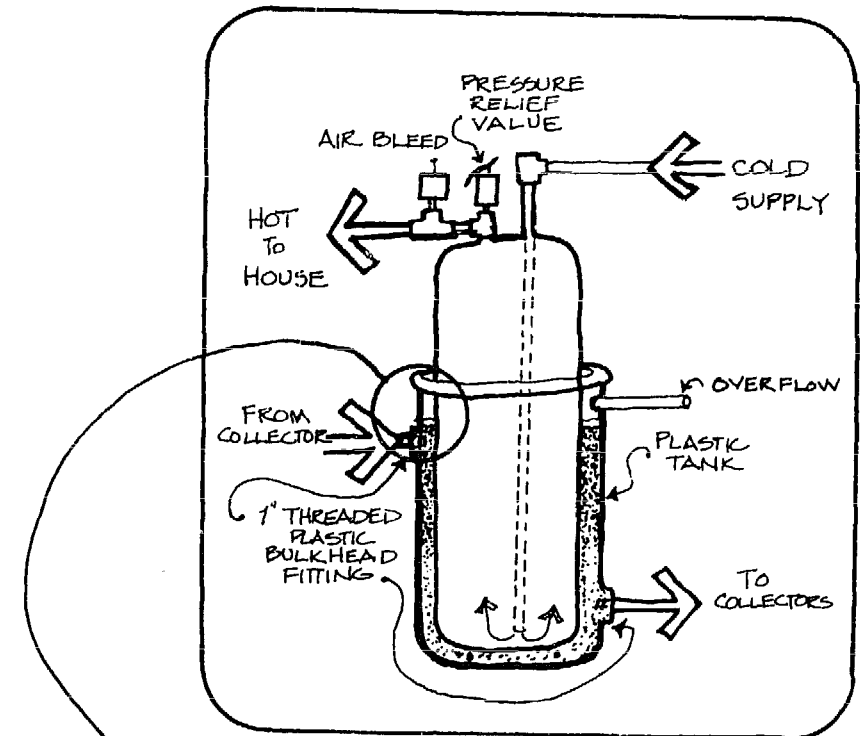 PRESSURE
RELIEF
VALUE
AIR BLEED
COLD
SUPPLY
HOT
TO
HOUSE
OVERFLOW
FROM
COLLECTOR
PLASTIC
TANK
1" THREADED
PLASTIC
BULKHEAD
FITTING
TO
COLLECTORS